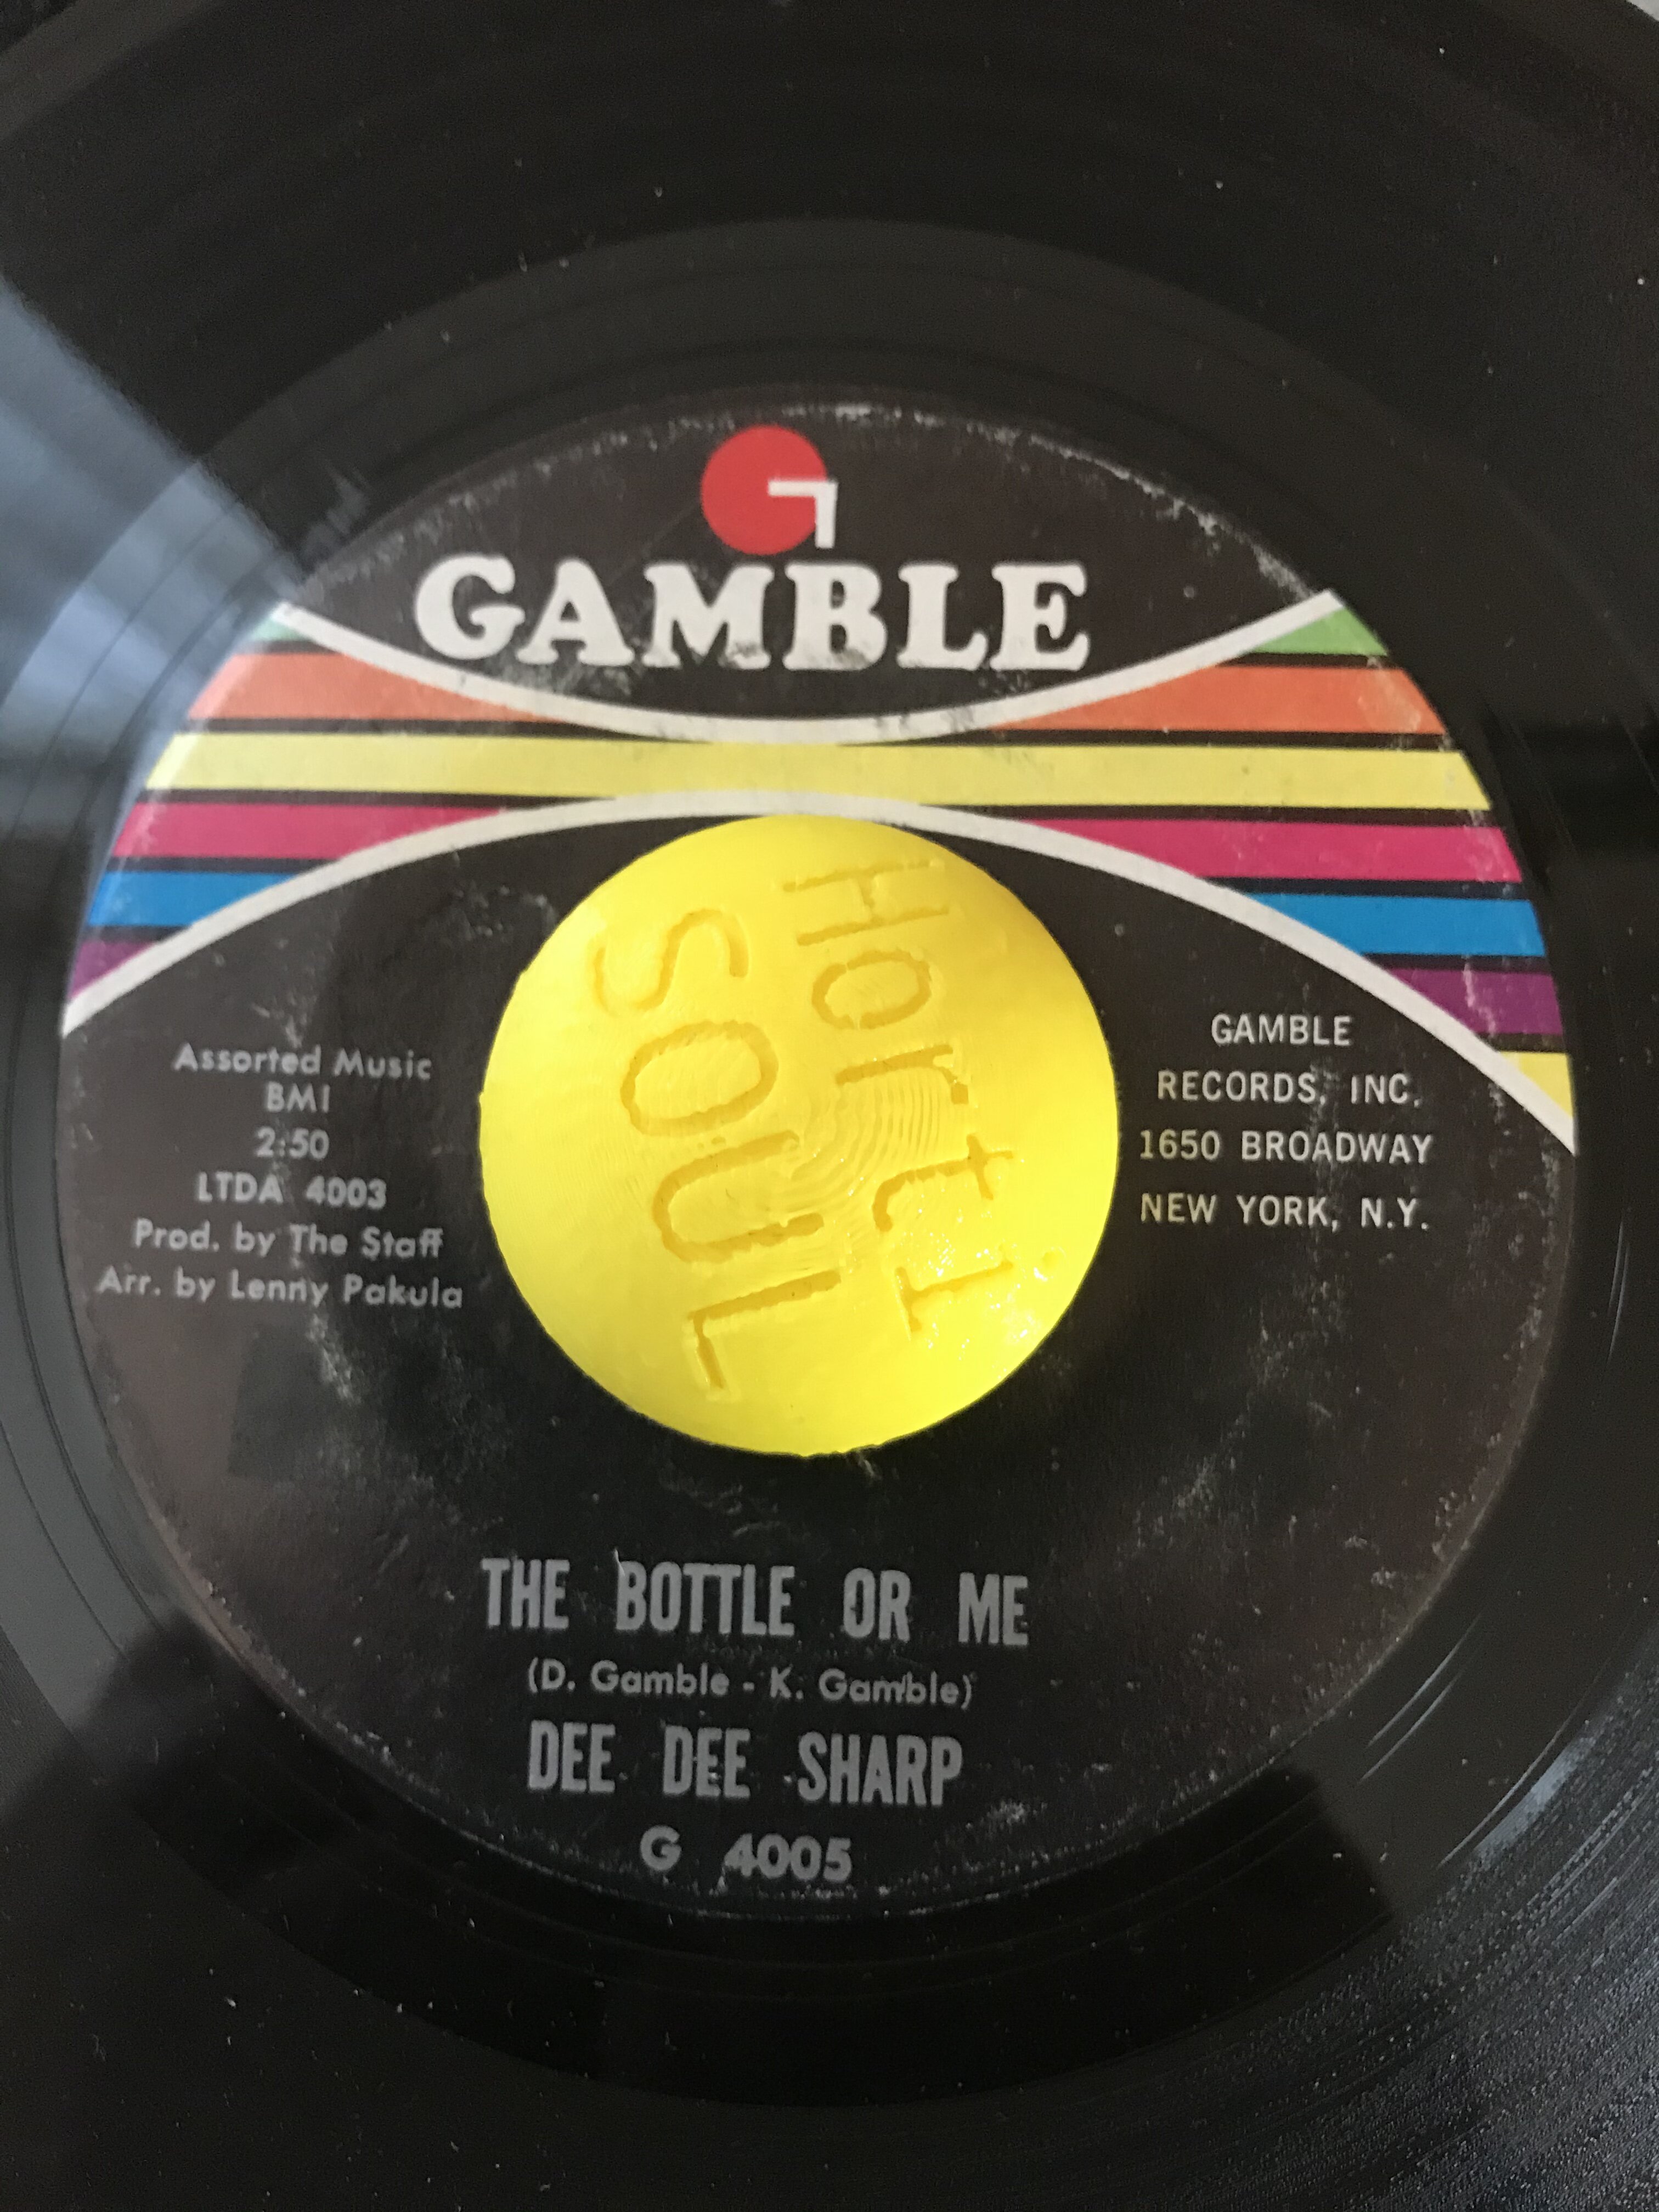 GAMBLE
Assorted Music
BMI
2:50
LTDA 4003
Prod. by The Staff
Arr. by Lenny Pakula
Horti
SOUL
GAMBLE
RECORDS, INC.
1650 BROADWAY
NEW YORK, N.Y.
THE BOTTLE OR ME
(D. Gamble - K. Gamble)
DEE DEE SHARP
G 4005